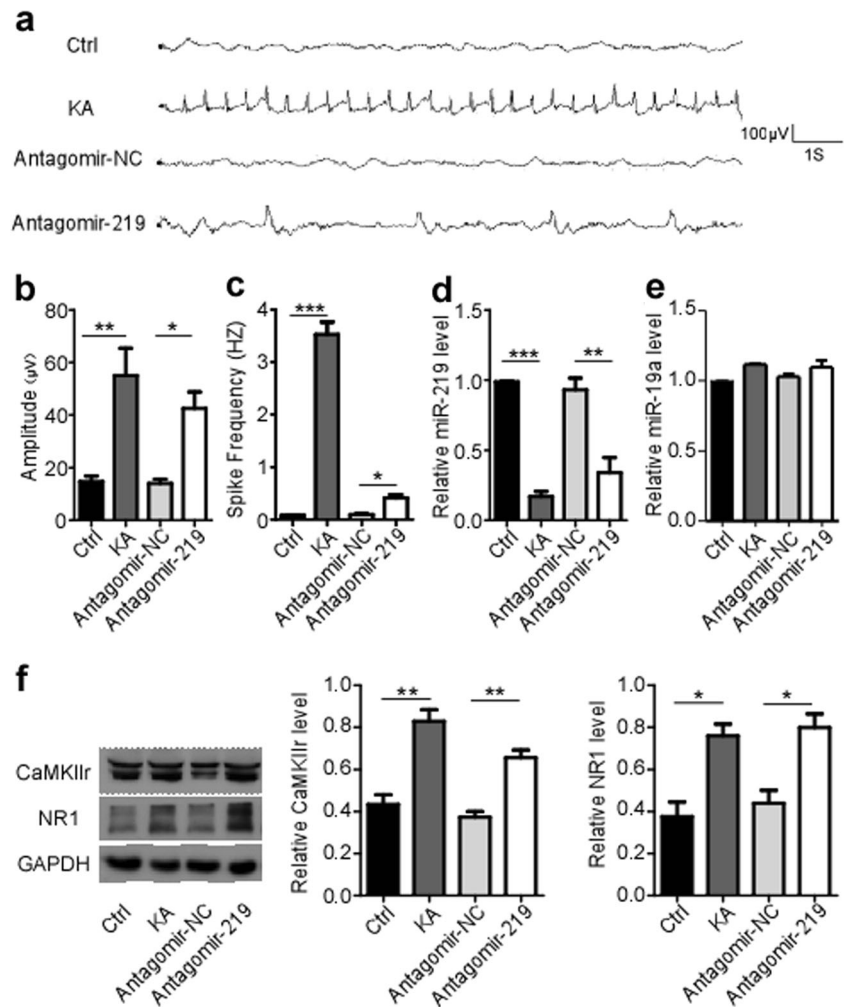 a
Ctrl
KA
100μV
1S
Antagomir-NC
Antagomir-219
b
Amplitude (μV)
80
60
40
20
0
**
*
Ctrl
KA
Antagomir-NC
Antagomir-219
c
Spike Frequency (HZ)
4
3
2
1
0
***
*
Ctrl
KA
Antagomir-NC
Antagomir-219
d
Relative miR-219 level
1.5
1.0
0.5
0.0
***
**
Ctrl
KA
Antagomir-NC
Antagomir-219
e
Relative miR-19a level
1.5
1.0
0.5
0.0
Ctrl
KA
Antagomir-NC
Antagomir-219
f
CaMKIIr
NR1
GAPDH
Ctrl
KA
Antagomir-NC
Antagomir-219
Relative CaMKIIr level
1.0
0.8
0.6
0.4
0.2
0.0
**
**
Ctrl
KA
Antagomir-NC
Antagomir-219
Relative NR1 level
1.0
0.8
0.6
0.4
0.2
0.0
*
*
Ctrl
KA
Antagomir-NC
Antagomir-219